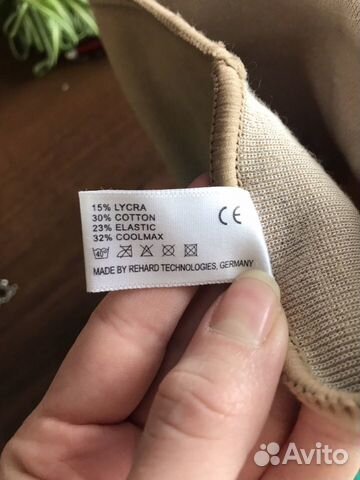 15% LYCRA
30% COTTON
23% ELASTIC
32% COOLMAX
CE
40°
MADE BY REHARD TECHNOLOGIES, GERMANY
Avito